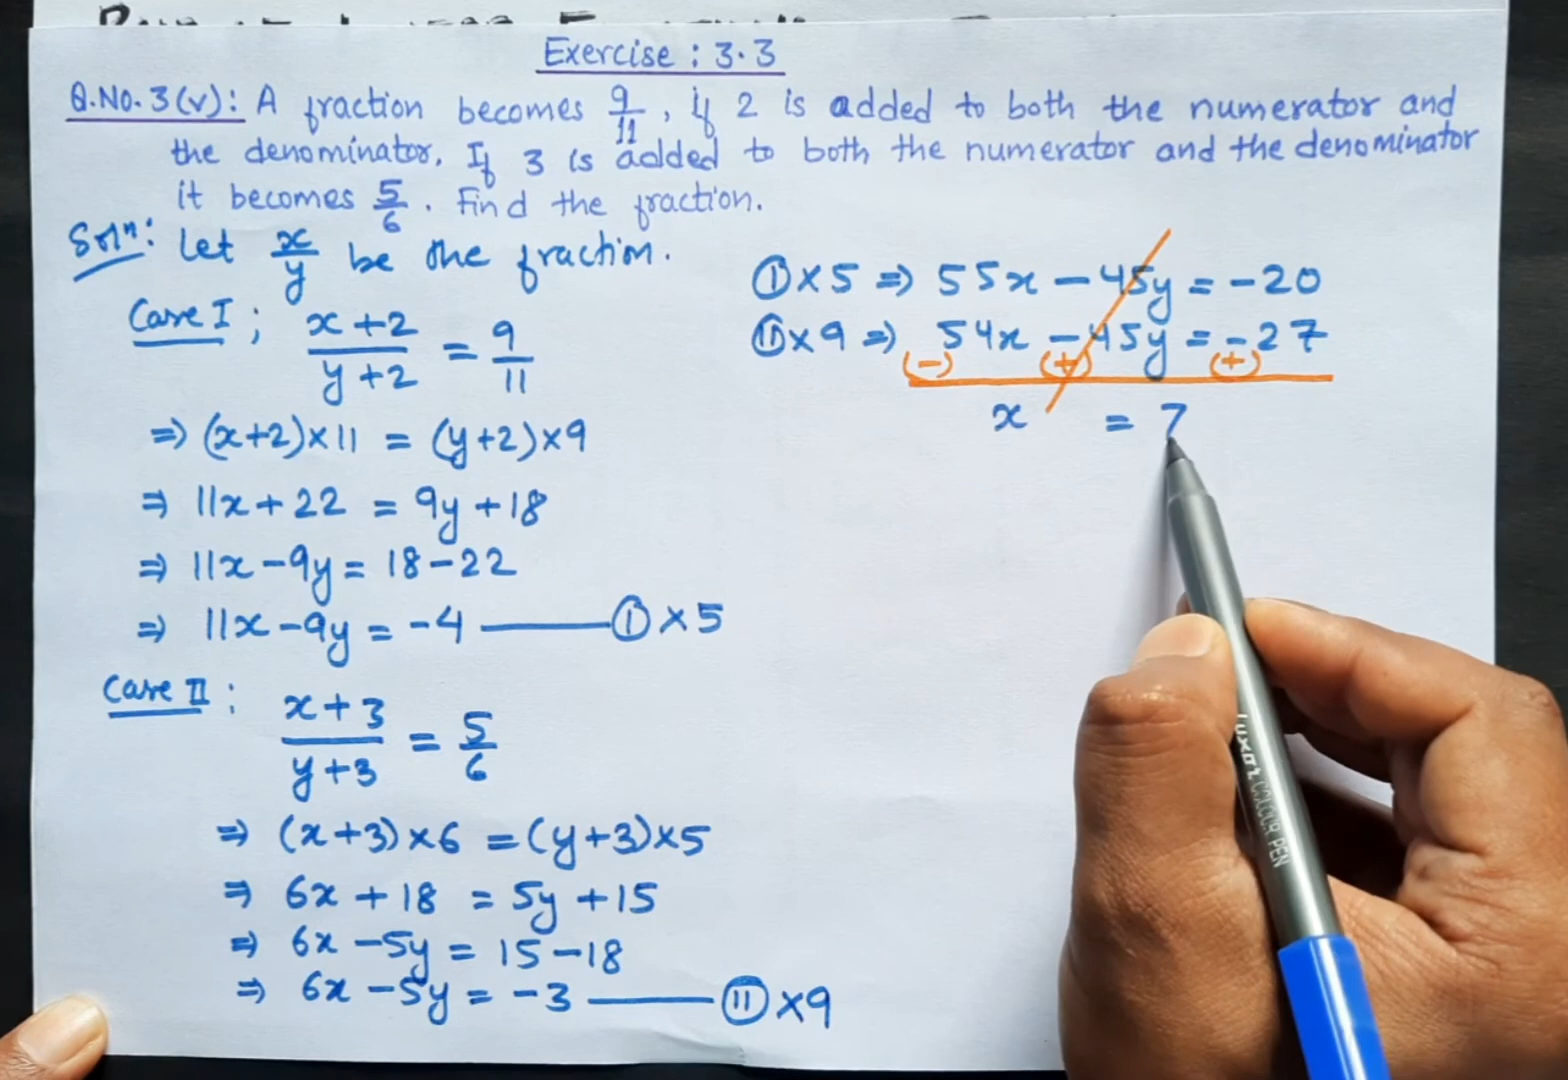 Exercise : 3.3
Q.No. 3(v): A fraction becomes 9/11, if 2 is added to both the numerator and
the denominator. If 3 is added to both the numerator and the denominator
it becomes 5/6. Find the fraction.
Solⁿ: Let x/y be the fraction.
Case I ; (x+2)/(y+2) = 9/11
⇒ (x+2)×11 = (y+2)×9
⇒ 11x+22 = 9y+18
⇒ 11x-9y = 18-22
⇒ 11x-9y = -4 ——— Ⓘ ×5
Case II : (x+3)/(y+3) = 5/6
⇒ (x+3)×6 = (y+3)×5
⇒ 6x+18 = 5y+15
⇒ 6x-5y = 15-18
⇒ 6x-5y = -3 ——— (II) ×9
Ⓘ×5 ⇒ 55x - 45y = -20
(II)×9 ⇒ 54x - 45y = -27
(-) (+) (+)
x = 7
LUXOR PEN